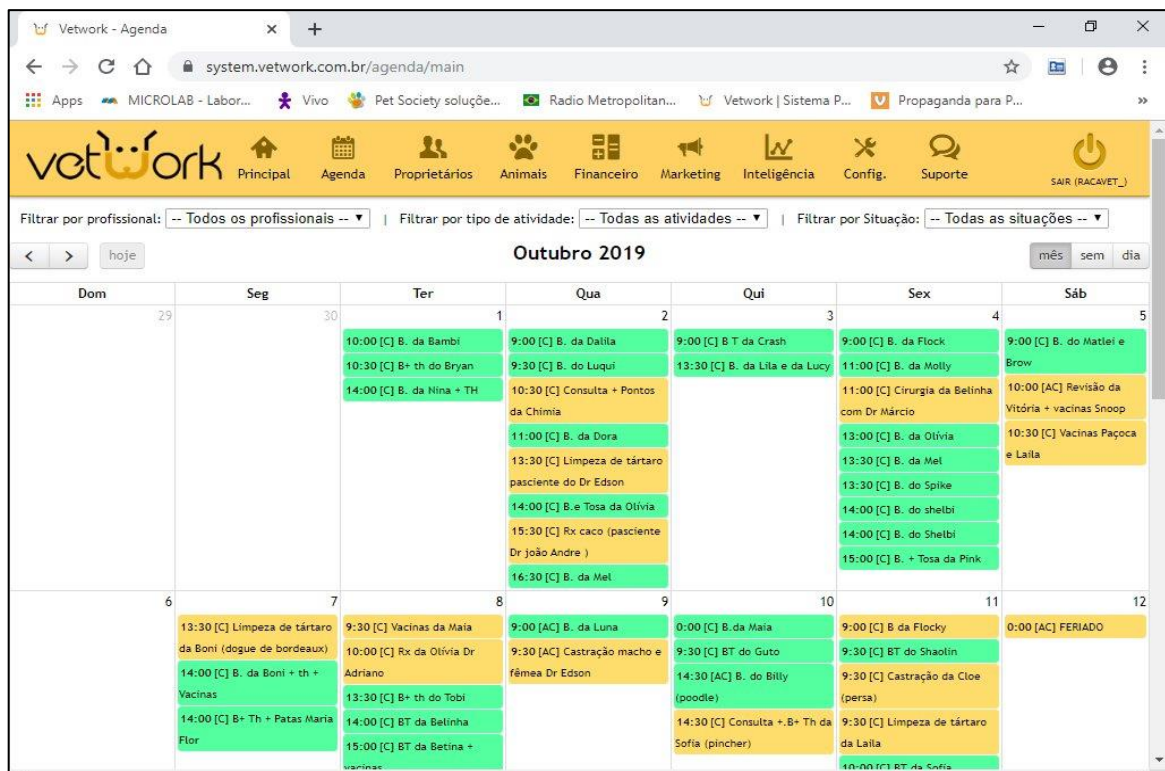 Vetwork - Agenda
system.vetwork.com.br/agenda/main
Apps MICROLAB - Labor... Vivo Pet Society soluçõe... Radio Metropolitan... Vetwork | Sistema P... Propaganda para P... »
vetwork Principal Agenda Proprietários Animais Financeiro Marketing Inteligência Config. Suporte SAIR (RACAVET_)
Filtrar por profissional: -- Todos os profissionais -- | Filtrar por tipo de atividade: -- Todas as atividades -- | Filtrar por Situação: -- Todas as situações --
hoje Outubro 2019 mês sem dia
Dom Seg Ter Qua Qui Sex Sáb
29 30 1 2 3 4 5
10:00 [C] B. da Bambi
10:30 [C] B+ th do Bryan
14:00 [C] B. da Nina + TH
9:00 [C] B. da Dalila
9:30 [C] B. do Luqui
10:30 [C] Consulta + Pontos
da Chimia
11:00 [C] B. da Dora
13:30 [C] Limpeza de tártaro
pasciente do Dr Edson
14:00 [C] B.e Tosa da Olívia
15:30 [C] Rx caco (pasciente
Dr joão Andre )
16:30 [C] B. da Mel
9:00 [C] B T da Crash
13:30 [C] B. da Lila e da Lucy
9:00 [C] B. da Flock
11:00 [C] B. da Molly
11:00 [C] Cirurgia da Belinha
com Dr Márcio
13:00 [C] B. da Olívia
13:30 [C] B. da Mel
13:30 [C] B. do Spike
14:00 [C] B. do shelbi
14:00 [C] B. do Shelbi
15:00 [C] B. + Tosa da Pink
9:00 [C] B. do Matlei e
Brow
10:00 [AC] Revisão da
Vitória + vacinas Snoop
10:30 [C] Vacinas Paçoca
e Laila
6 7 8 9 10 11 12
13:30 [C] Limpeza de tártaro
da Boni (dogue de bordeaux)
14:00 [C] B. da Boni + th +
Vacinas
14:00 [C] B+ Th + Patas Maria
Flor
9:30 [C] Vacinas da Maia
10:00 [C] Rx da Olívia Dr
Adriano
13:30 [C] B+ th do Tobi
14:00 [C] BT da Belinha
15:00 [C] BT da Betina +
vacinas
9:00 [AC] B. da Luna
9:30 [AC] Castração macho e
fêmea Dr Edson
0:00 [C] B.da Maia
9:30 [C] BT do Guto
14:30 [AC] B. do Billy
(poodle)
14:30 [C] Consulta +.B+ Th da
Sofia (pincher)
9:00 [C] B da Flocky
9:30 [C] BT do Shaolin
9:30 [C] Castração da Cloe
(persa)
9:30 [C] Limpeza de tártaro
da Laila
10:00 [C] BT da Sofia
0:00 [AC] FERIADO